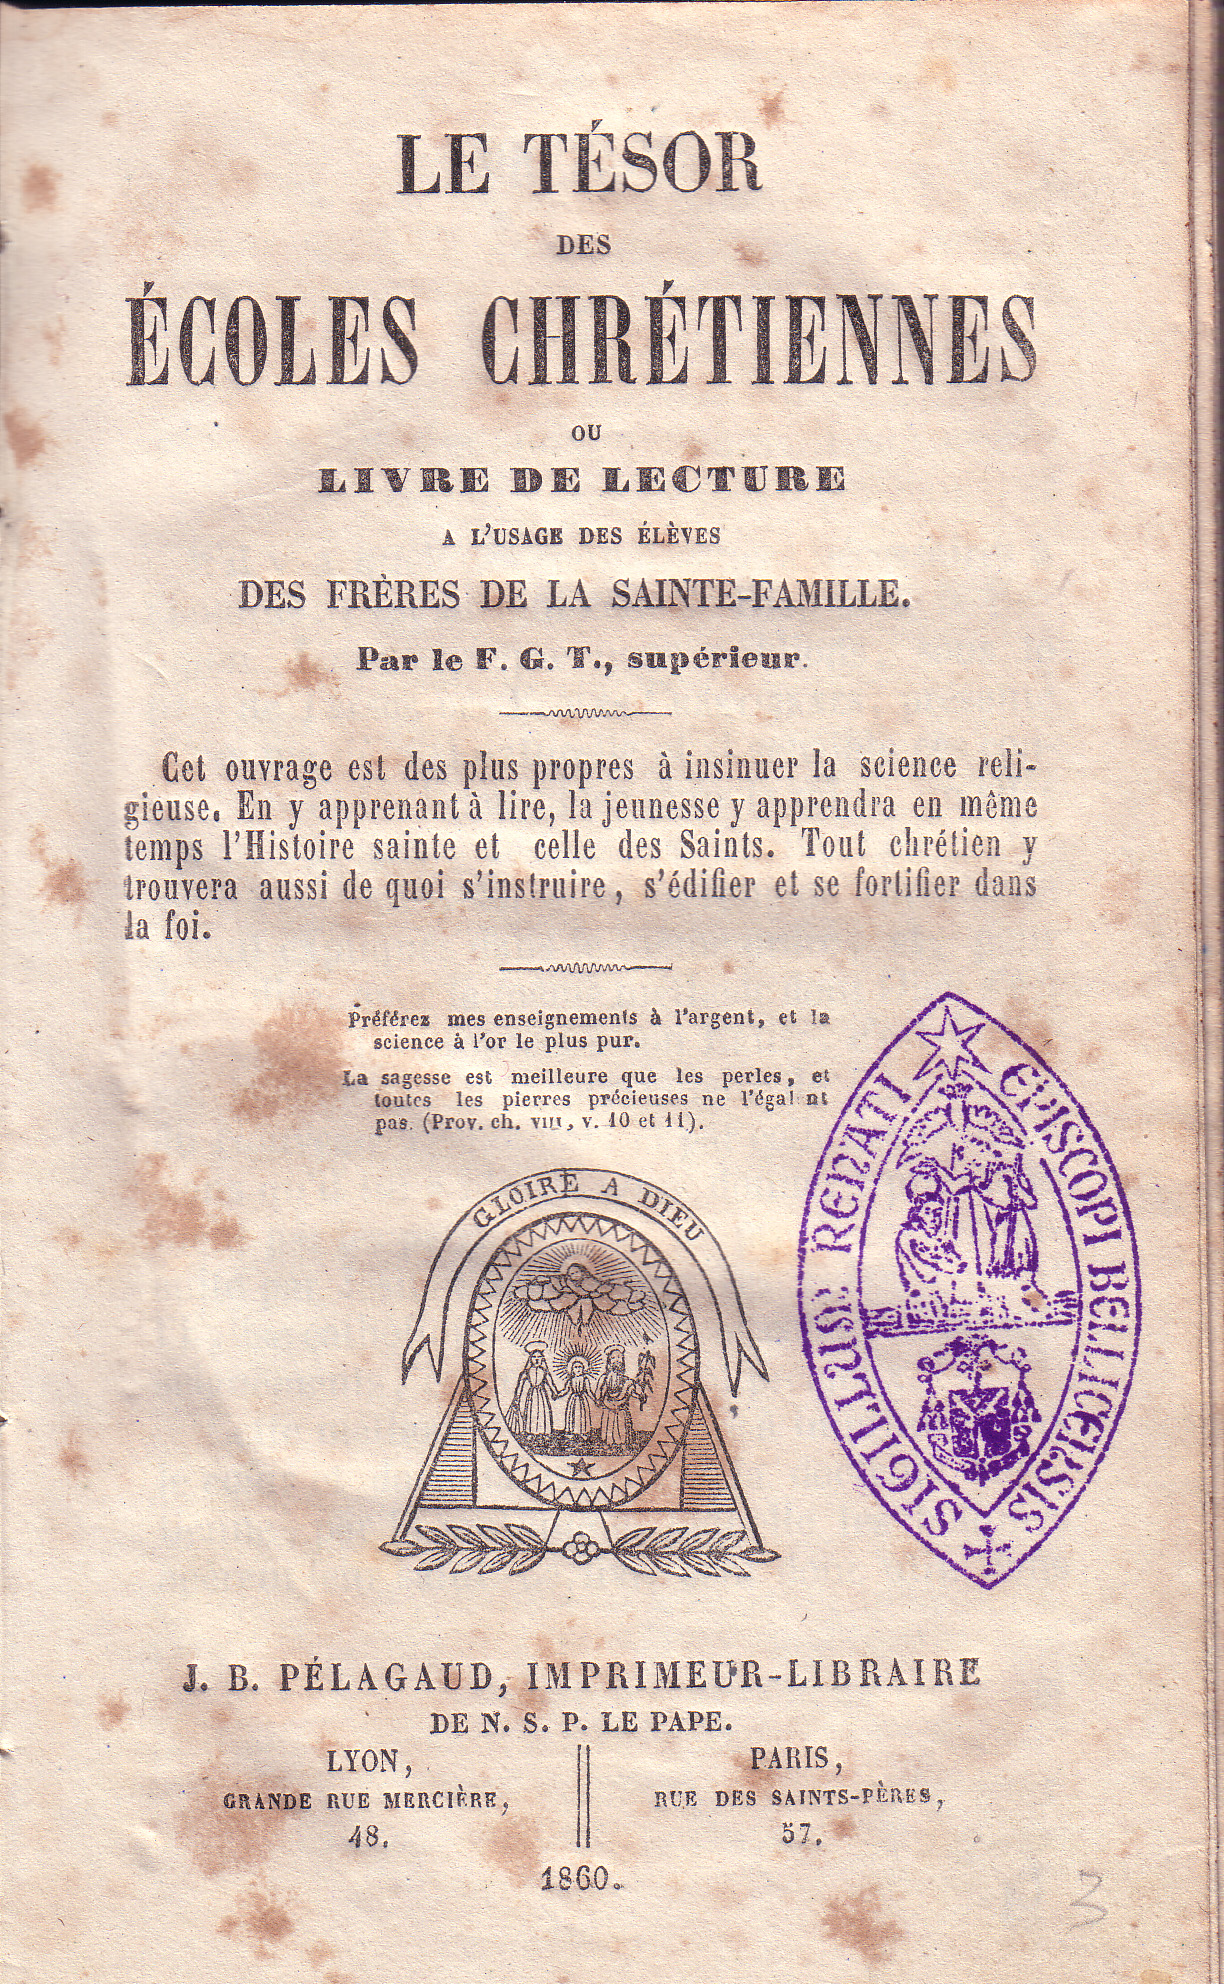 LE TÉSOR
DES
ÉCOLES CHRÉTIENNES
OU
LIVRE DE LECTURE
A L'USAGE DES ÉLÈVES
DES FRÈRES DE LA SAINTE-FAMILLE.
Par le F. G. T., supérieur.
Cet ouvrage est des plus propres à insinuer la science reli-
gieuse. En y apprenant à lire, la jeunesse y apprendra en même
temps l'Histoire sainte et celle des Saints. Tout chrétien y
trouvera aussi de quoi s'instruire, s'édifier et se fortifier dans
la foi.
Préférez mes enseignements à l'argent, et la
science à l'or le plus pur.
La sagesse est meilleure que les perles, et
toutes les pierres précieuses ne l'égal nt
pas. (Prov. ch. VIII, v. 10 et 11).
GLOIRE A DIEU
SIGILLUM RENATI EPISCOPI BELLICENSIS
J. B. PÉLAGAUD, IMPRIMEUR-LIBRAIRE
DE N. S. P. LE PAPE.
LYON,
GRANDE RUE MERCIÈRE,
48.
PARIS,
RUE DES SAINTS-PÈRES,
57.
1860.
3